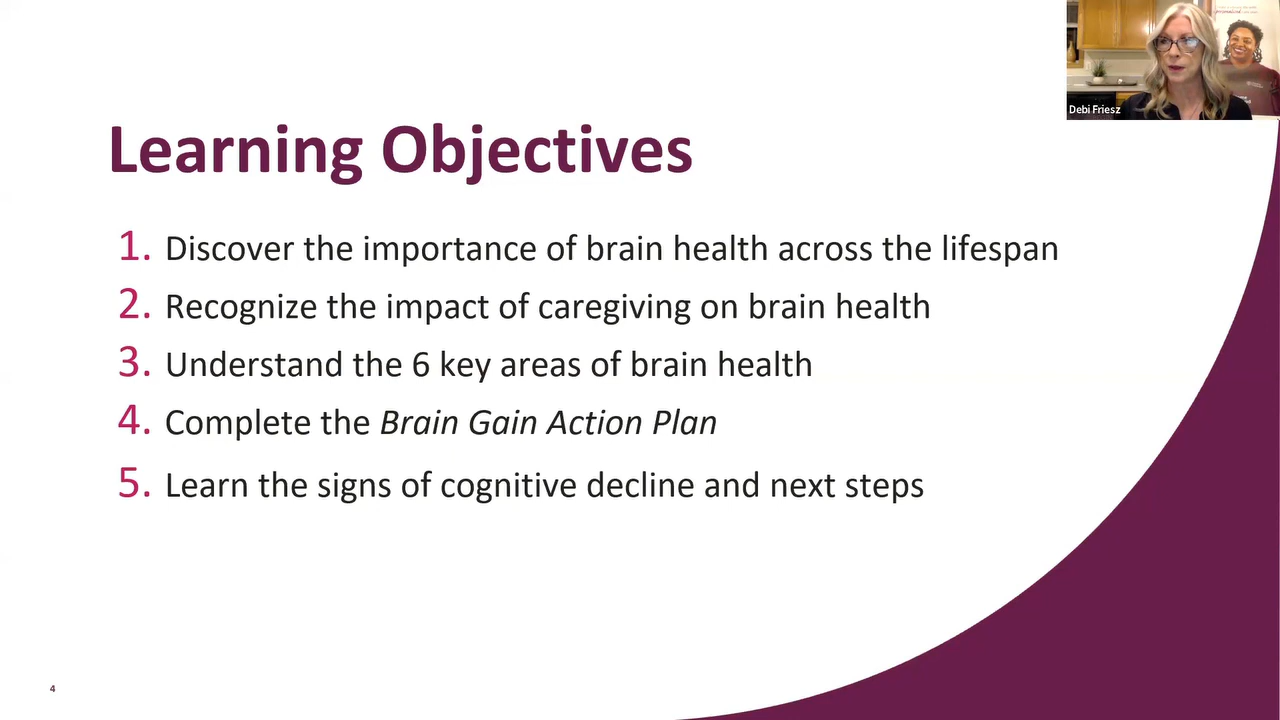 Learning Objectives
1. Discover the importance of brain health across the lifespan
2. Recognize the impact of caregiving on brain health
3. Understand the 6 key areas of brain health
4. Complete the Brain Gain Action Plan
5. Learn the signs of cognitive decline and next steps
Debi Friesz
4